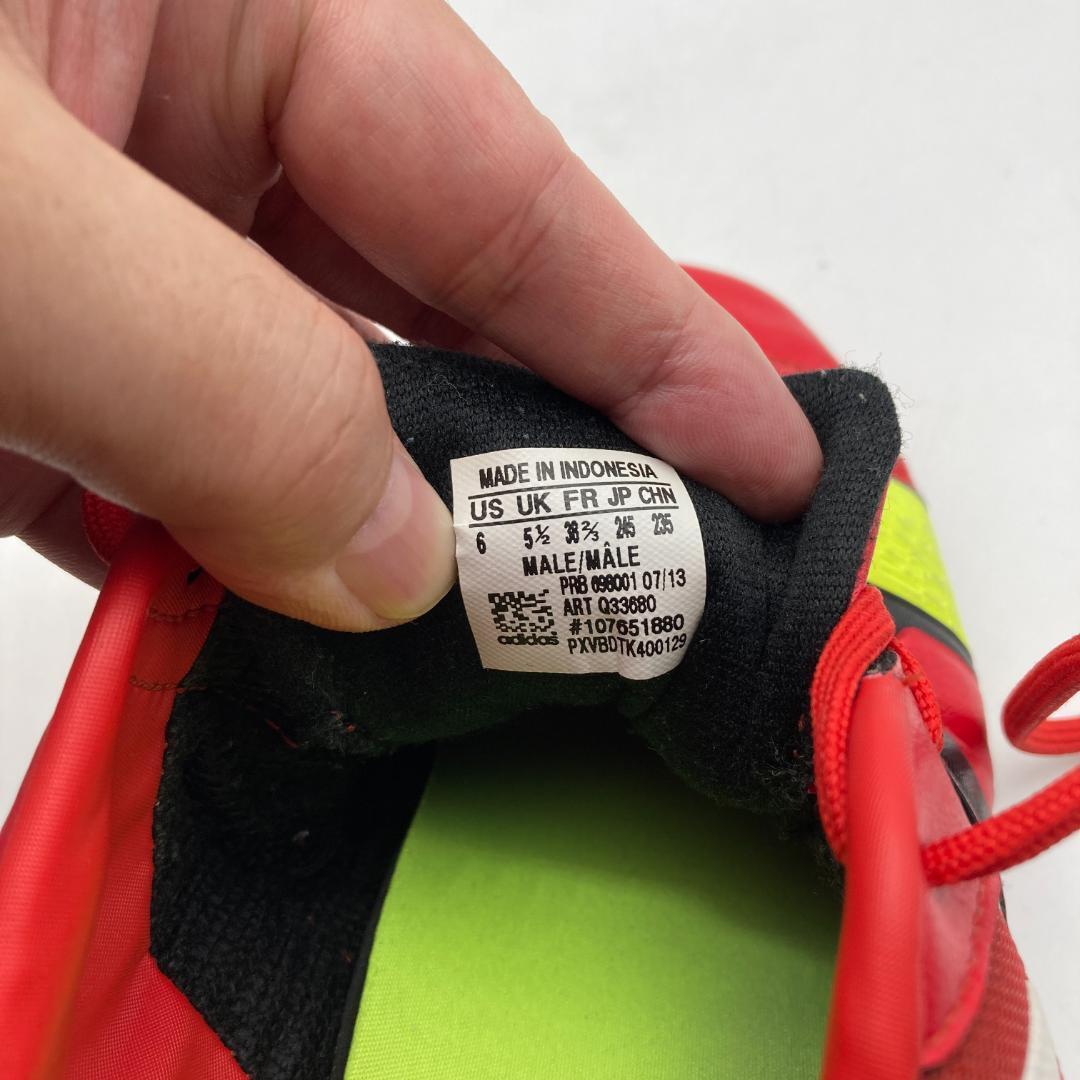 MADE IN INDONESIA
US UK FR JP CHN
6 5½ 38⅔ 245 235
MALE/MÂLE
PRB 698001 07/13
ART Q33680
#107651880
adidas PXVBDTK400129